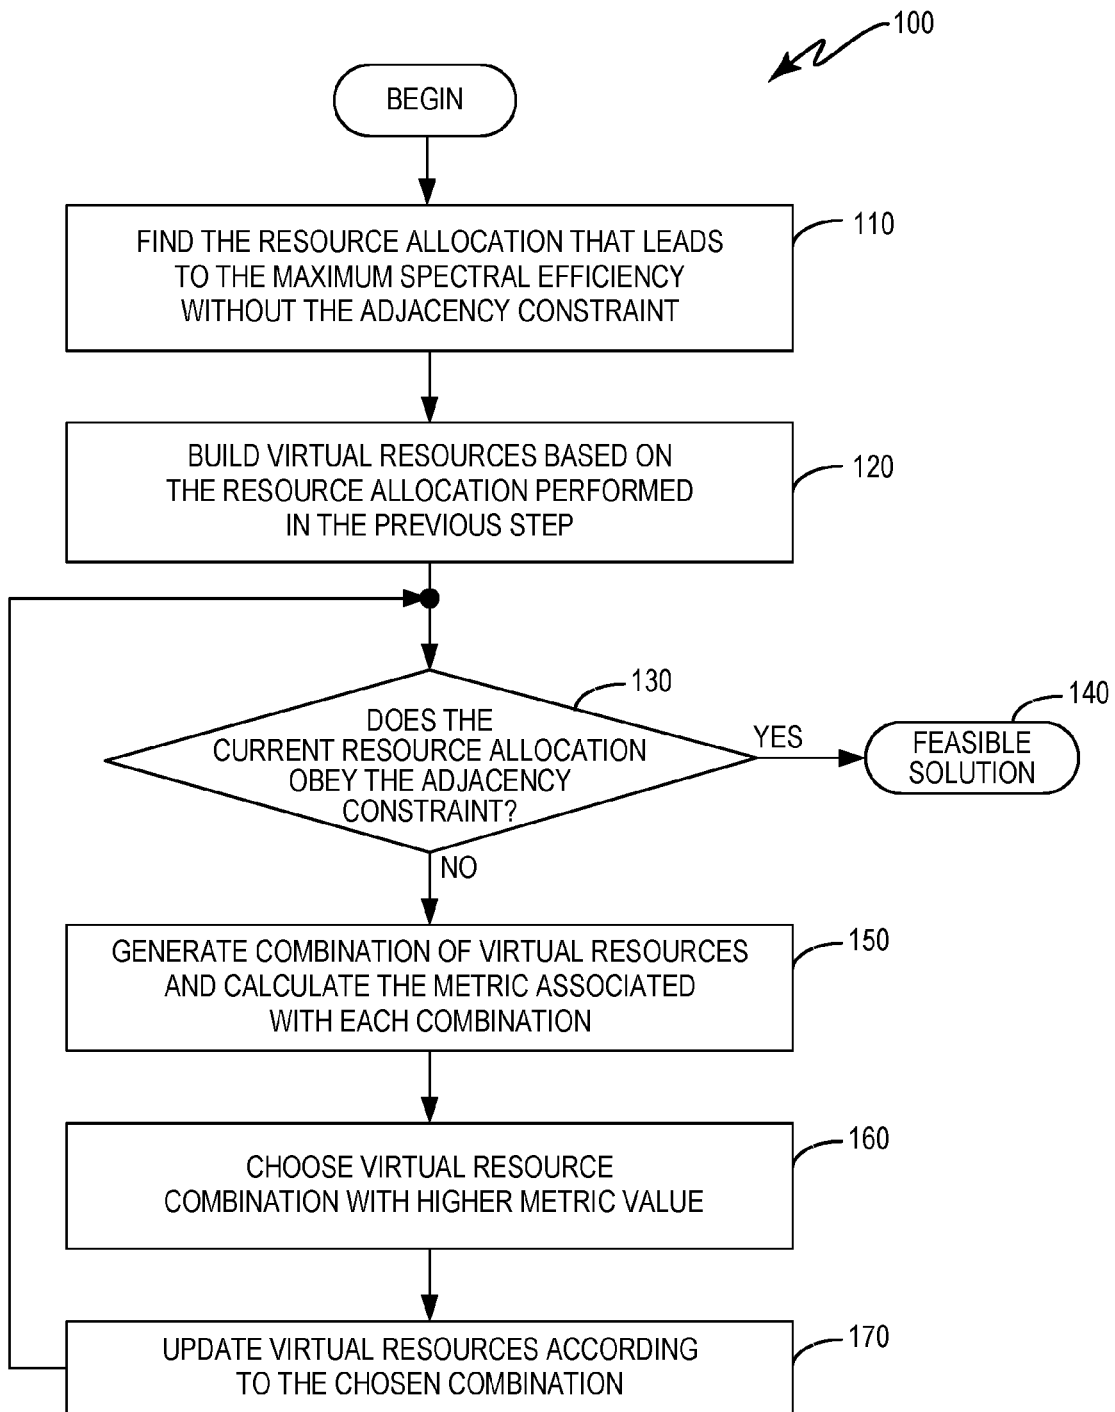 100
BEGIN
FIND THE RESOURCE ALLOCATION THAT LEADS
TO THE MAXIMUM SPECTRAL EFFICIENCY
WITHOUT THE ADJACENCY CONSTRAINT
110
BUILD VIRTUAL RESOURCES BASED ON
THE RESOURCE ALLOCATION PERFORMED
IN THE PREVIOUS STEP
120
130
DOES THE
CURRENT RESOURCE ALLOCATION
OBEY THE ADJACENCY
CONSTRAINT?
YES
140
FEASIBLE
SOLUTION
NO
GENERATE COMBINATION OF VIRTUAL RESOURCES
AND CALCULATE THE METRIC ASSOCIATED
WITH EACH COMBINATION
150
CHOOSE VIRTUAL RESOURCE
COMBINATION WITH HIGHER METRIC VALUE
160
UPDATE VIRTUAL RESOURCES ACCORDING
TO THE CHOSEN COMBINATION
170